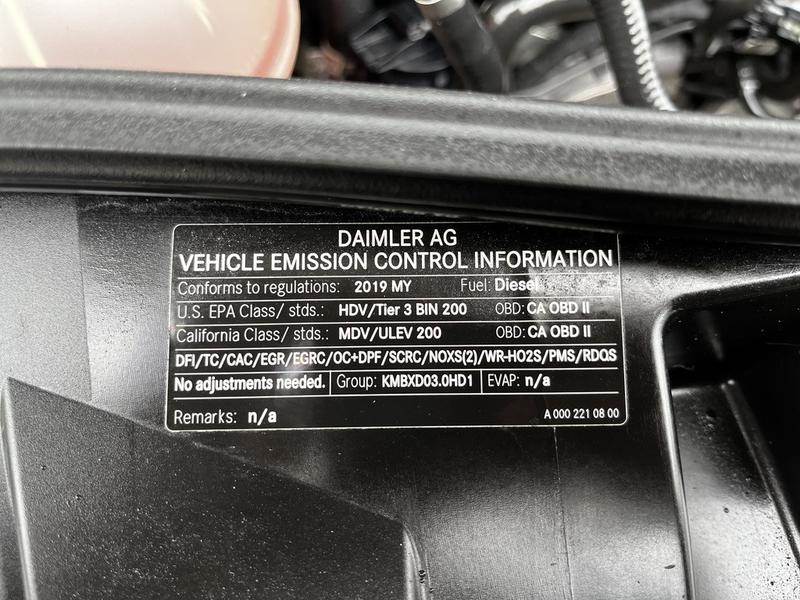 DAIMLER AG
VEHICLE EMISSION CONTROL INFORMATION
Conforms to regulations: 2019 MY Fuel: Diesel
U.S. EPA Class/ stds.: HDV/Tier 3 BIN 200 OBD: CA OBD II
California Class/ stds.: MDV/ULEV 200 OBD: CA OBD II
DFI/TC/CAC/EGR/EGRC/OC+DPF/SCRC/NOXS(2)/WR-HO2S/PMS/RDQS
No adjustments needed. Group: KMBXD03.0HD1 EVAP: n/a
Remarks: n/a A 000 221 08 00